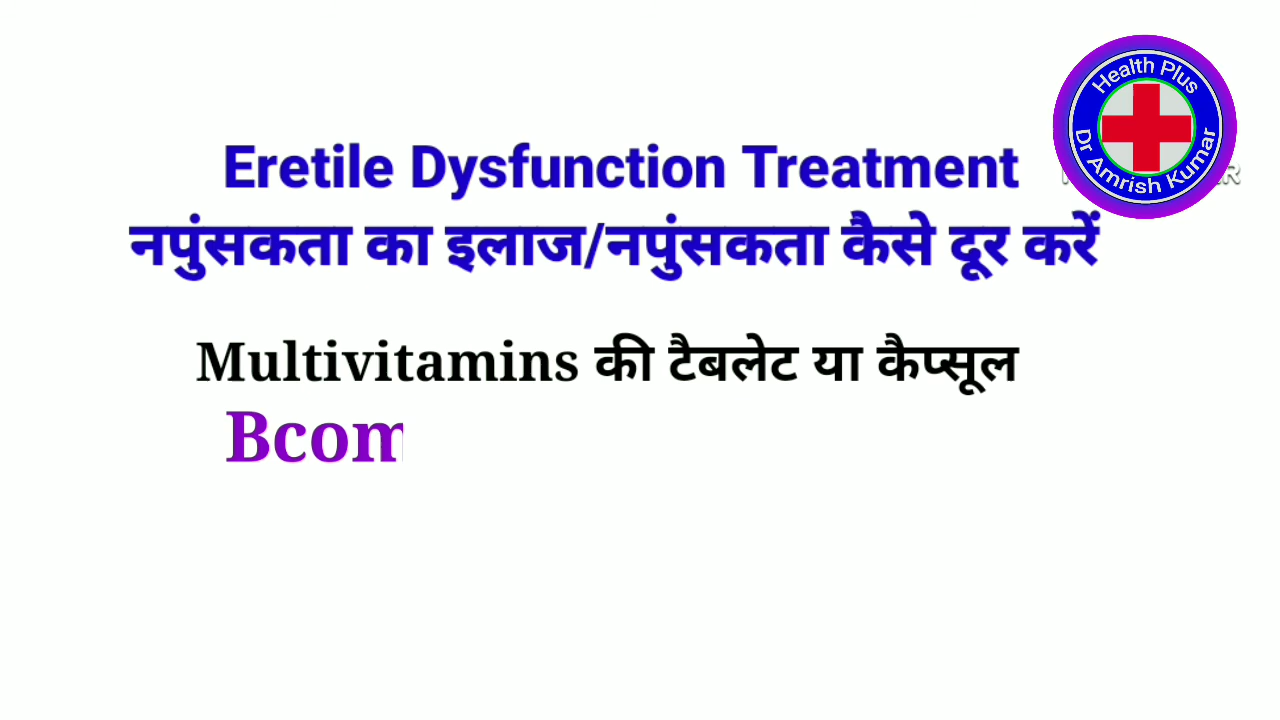 Health Plus
Dr Amrish Kumar
Eretile Dysfunction Treatment
नपुंसकता का इलाज/नपुंसकता कैसे दूर करें
Multivitamins की टैबलेट या कैप्सूल
Bcom